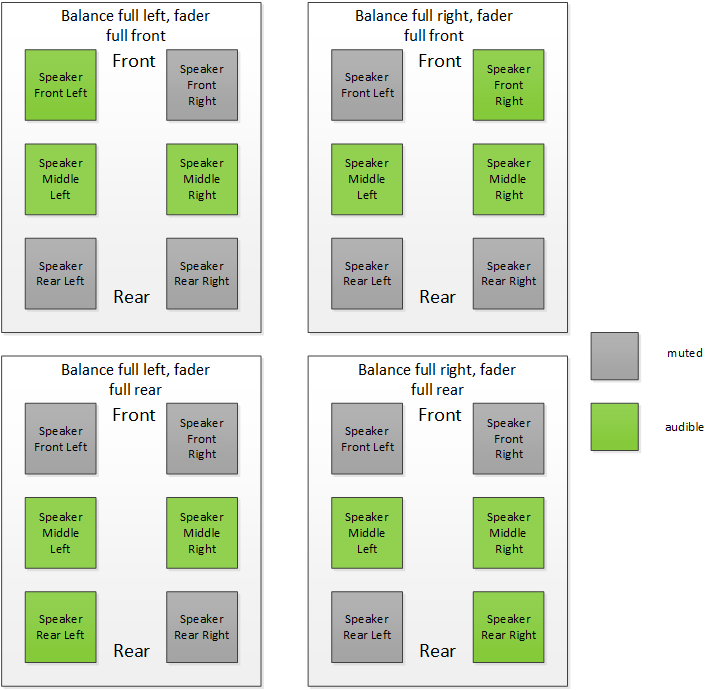 Balance full left, fader
full front
Front
Speaker
Front Left
Speaker
Front
Right
Speaker
Middle
Left
Speaker
Middle
Right
Speaker
Rear Left
Speaker
Rear Right
Rear
Balance full right, fader
full front
Front
Speaker
Front Left
Speaker
Front
Right
Speaker
Middle
Left
Speaker
Middle
Right
Speaker
Rear Left
Speaker
Rear Right
Rear
Balance full left, fader
full rear
Front
Speaker
Front Left
Speaker
Front
Right
Speaker
Middle
Left
Speaker
Middle
Right
Speaker
Rear Left
Speaker
Rear Right
Rear
Balance full right, fader
full rear
Front
Speaker
Front Left
Speaker
Front
Right
Speaker
Middle
Left
Speaker
Middle
Right
Speaker
Rear Left
Speaker
Rear Right
Rear
muted
audible